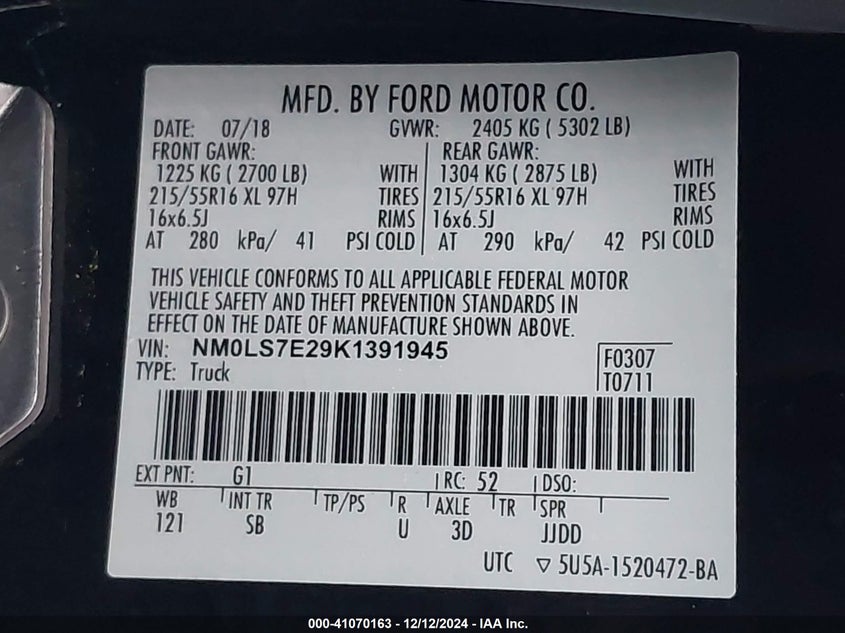 MFD. BY FORD MOTOR CO.
DATE: 07/18 GVWR: 2405 KG ( 5302 LB)
FRONT GAWR: REAR GAWR:
1225 KG ( 2700 LB) WITH 1304 KG ( 2875 LB) WITH
215/55R16 XL 97H TIRES 215/55R16 XL 97H TIRES
16x6.5J RIMS 16x6.5J RIMS
AT 280 kPa/ 41 PSI COLD AT 290 kPa/ 42 PSI COLD
THIS VEHICLE CONFORMS TO ALL APPLICABLE FEDERAL MOTOR
VEHICLE SAFETY AND THEFT PREVENTION STANDARDS IN
EFFECT ON THE DATE OF MANUFACTURE SHOWN ABOVE.
VIN: NM0LS7E29K1391945 F0307
TYPE: Truck T0711
EXT PNT: G1 RC: 52 DSO:
WB INT TR TP/PS R AXLE TR SPR
121 SB U 3D JJDD
UTC ▽ 5U5A-1520472-BA
000-41070163 - 12/12/2024 - IAA Inc.